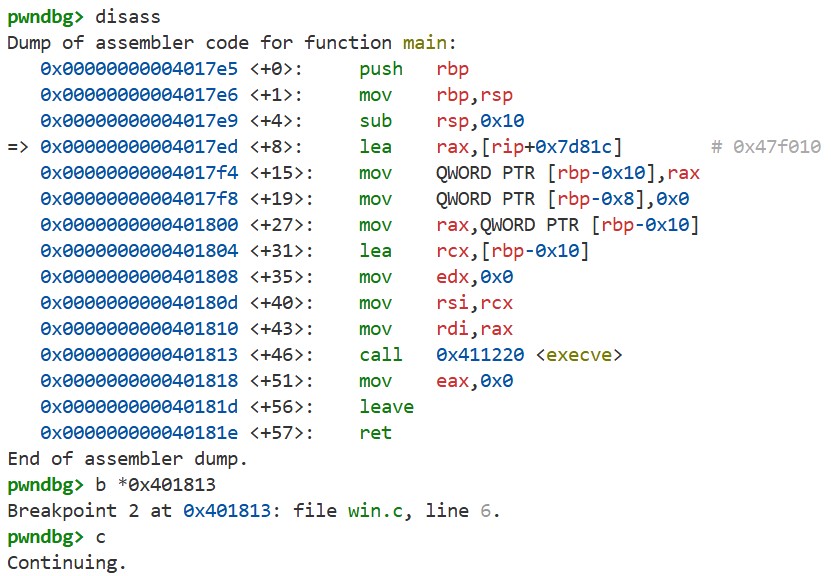 pwndbg> disass
Dump of assembler code for function main:
   0x00000000004017e5 <+0>:     push   rbp
   0x00000000004017e6 <+1>:     mov    rbp,rsp
   0x00000000004017e9 <+4>:     sub    rsp,0x10
=> 0x00000000004017ed <+8>:     lea    rax,[rip+0x7d81c]        # 0x47f010
   0x00000000004017f4 <+15>:    mov    QWORD PTR [rbp-0x10],rax
   0x00000000004017f8 <+19>:    mov    QWORD PTR [rbp-0x8],0x0
   0x0000000000401800 <+27>:    mov    rax,QWORD PTR [rbp-0x10]
   0x0000000000401804 <+31>:    lea    rcx,[rbp-0x10]
   0x0000000000401808 <+35>:    mov    edx,0x0
   0x000000000040180d <+40>:    mov    rsi,rcx
   0x0000000000401810 <+43>:    mov    rdi,rax
   0x0000000000401813 <+46>:    call   0x411220 <execve>
   0x0000000000401818 <+51>:    mov    eax,0x0
   0x000000000040181d <+56>:    leave
   0x000000000040181e <+57>:    ret
End of assembler dump.
pwndbg> b *0x401813
Breakpoint 2 at 0x401813: file win.c, line 6.
pwndbg> c
Continuing.